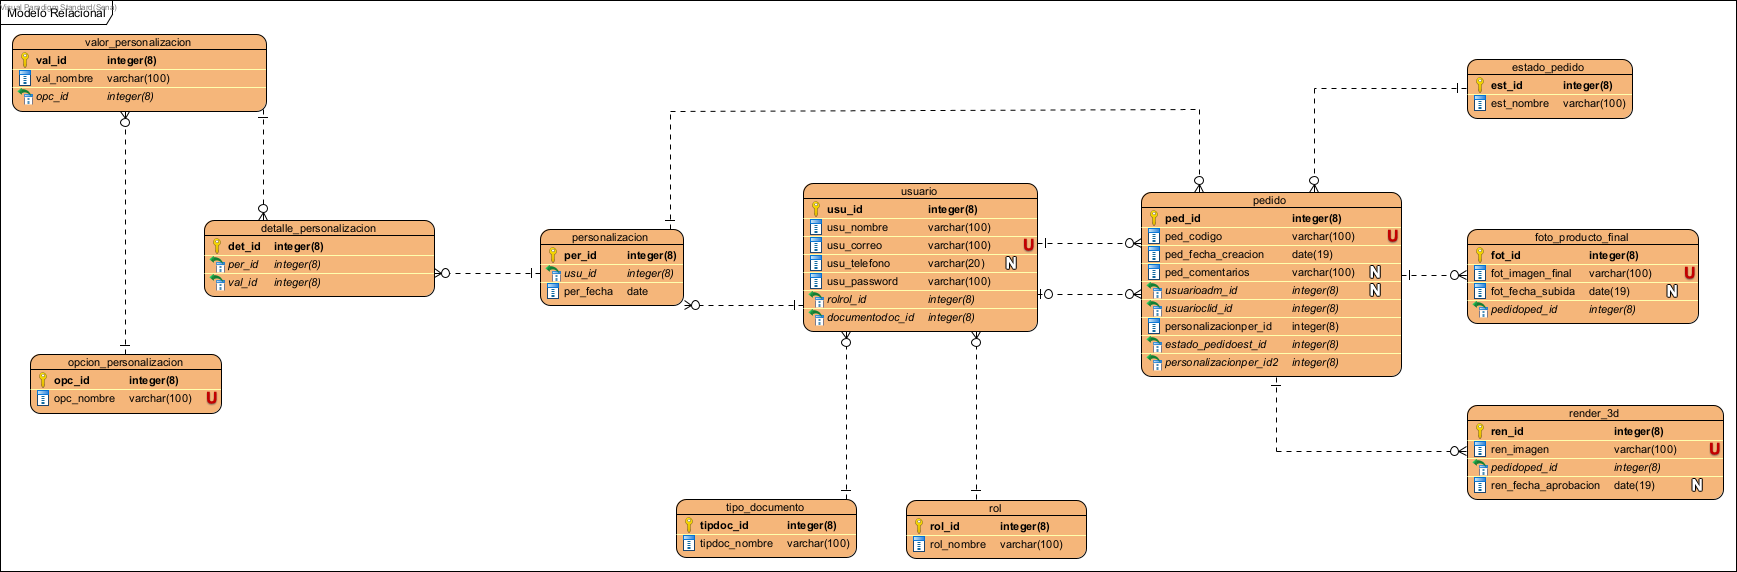 Visual Paradigm Standard(Sena)
Modelo Relacional
valor_personalizacion
val_id integer(8)
val_nombre varchar(100)
opc_id integer(8)
estado_pedido
est_id integer(8)
est_nombre varchar(100)
detalle_personalizacion
det_id integer(8)
per_id integer(8)
val_id integer(8)
personalizacion
per_id integer(8)
usu_id integer(8)
per_fecha date
usuario
usu_id integer(8)
usu_nombre varchar(100)
usu_correo varchar(100) U
usu_telefono varchar(20) N
usu_password varchar(100)
rolrol_id integer(8)
documentodoc_id integer(8)
pedido
ped_id integer(8)
ped_codigo varchar(100) U
ped_fecha_creacion date(19)
ped_comentarios varchar(100) N
usuarioadm_id integer(8) N
usuarioclid_id integer(8)
personalizacionper_id integer(8)
estado_pedidoest_id integer(8)
personalizacionper_id2 integer(8)
foto_producto_final
fot_id integer(8)
fot_imagen_final varchar(100) U
fot_fecha_subida date(19) N
pedidoped_id integer(8)
opcion_personalizacion
opc_id integer(8)
opc_nombre varchar(100) U
render_3d
ren_id integer(8)
ren_imagen varchar(100) U
pedidoped_id integer(8)
ren_fecha_aprobacion date(19) N
tipo_documento
tipdoc_id integer(8)
tipdoc_nombre varchar(100)
rol
rol_id integer(8)
rol_nombre varchar(100)